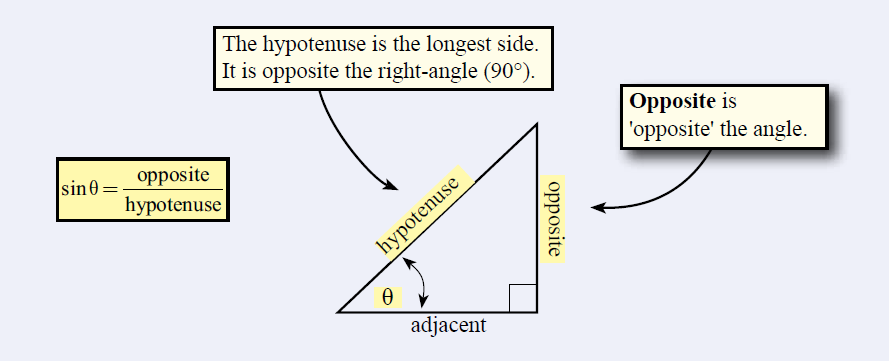 The hypotenuse is the longest side.
It is opposite the right-angle (90°).
Opposite is
'opposite' the angle.
sin θ = opposite / hypotenuse
hypotenuse
opposite
θ
adjacent